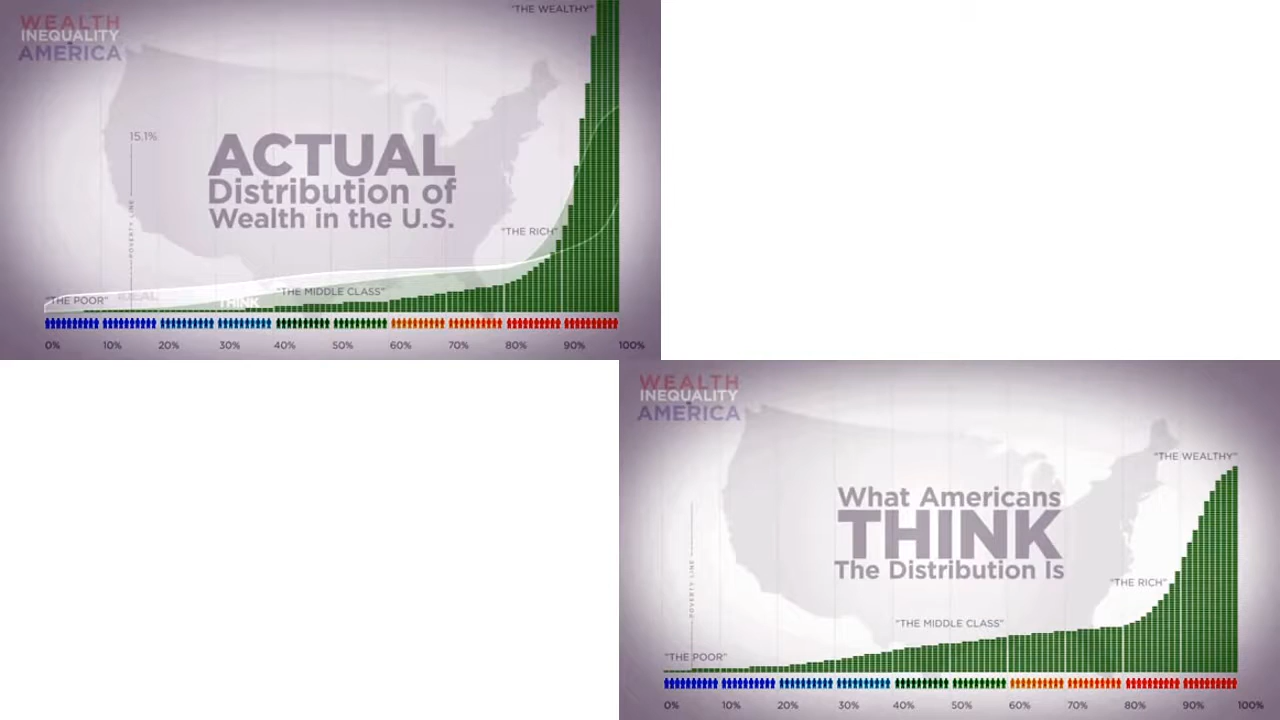 WEALTH
INEQUALITY
AMERICA
"THE WEALTHY"
15.1%
ACTUAL
Distribution of
Wealth in the U.S.
POVERTY LINE
"THE RICH"
"THE POOR"
IDEAL
THINK
"THE MIDDLE CLASS"
0% 10% 20% 30% 40% 50% 60% 70% 80% 90% 100%
WEALTH
INEQUALITY
AMERICA
"THE WEALTHY"
What Americans
THINK
The Distribution Is
POVERTY LINE
"THE RICH"
"THE MIDDLE CLASS"
"THE POOR"
0% 10% 20% 30% 40% 50% 60% 70% 80% 90% 100%